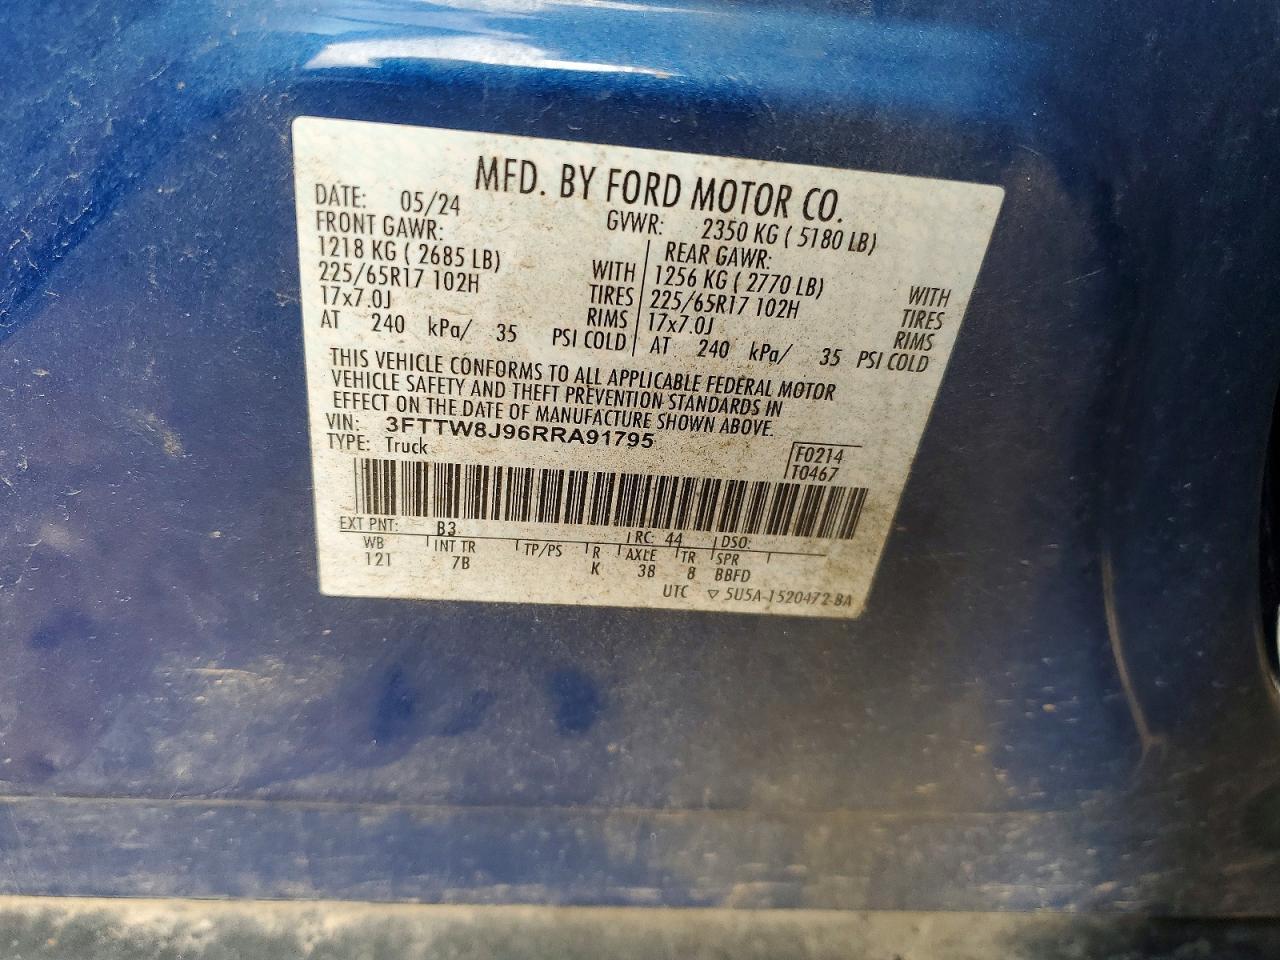 MFD. BY FORD MOTOR CO.
DATE: 05/24 GVWR: 2350 KG ( 5180 LB)
FRONT GAWR: REAR GAWR:
1218 KG ( 2685 LB) WITH 1256 KG ( 2770 LB) WITH
225/65R17 102H TIRES 225/65R17 102H TIRES
17x7.0J RIMS 17x7.0J RIMS
AT 240 kPa/ 35 PSI COLD AT 240 kPa/ 35 PSI COLD
THIS VEHICLE CONFORMS TO ALL APPLICABLE FEDERAL MOTOR
VEHICLE SAFETY AND THEFT PREVENTION STANDARDS IN
EFFECT ON THE DATE OF MANUFACTURE SHOWN ABOVE.
VIN: 3FTTW8J96RRA91795
TYPE: Truck F0214
T0467
EXT PNT: B3 RC: 44 DSO:
WB INT TR TP/PS R AXLE TR SPR
121 7B K 38 8 BBFD
UTC ▽ 5U5A-1520472-BA